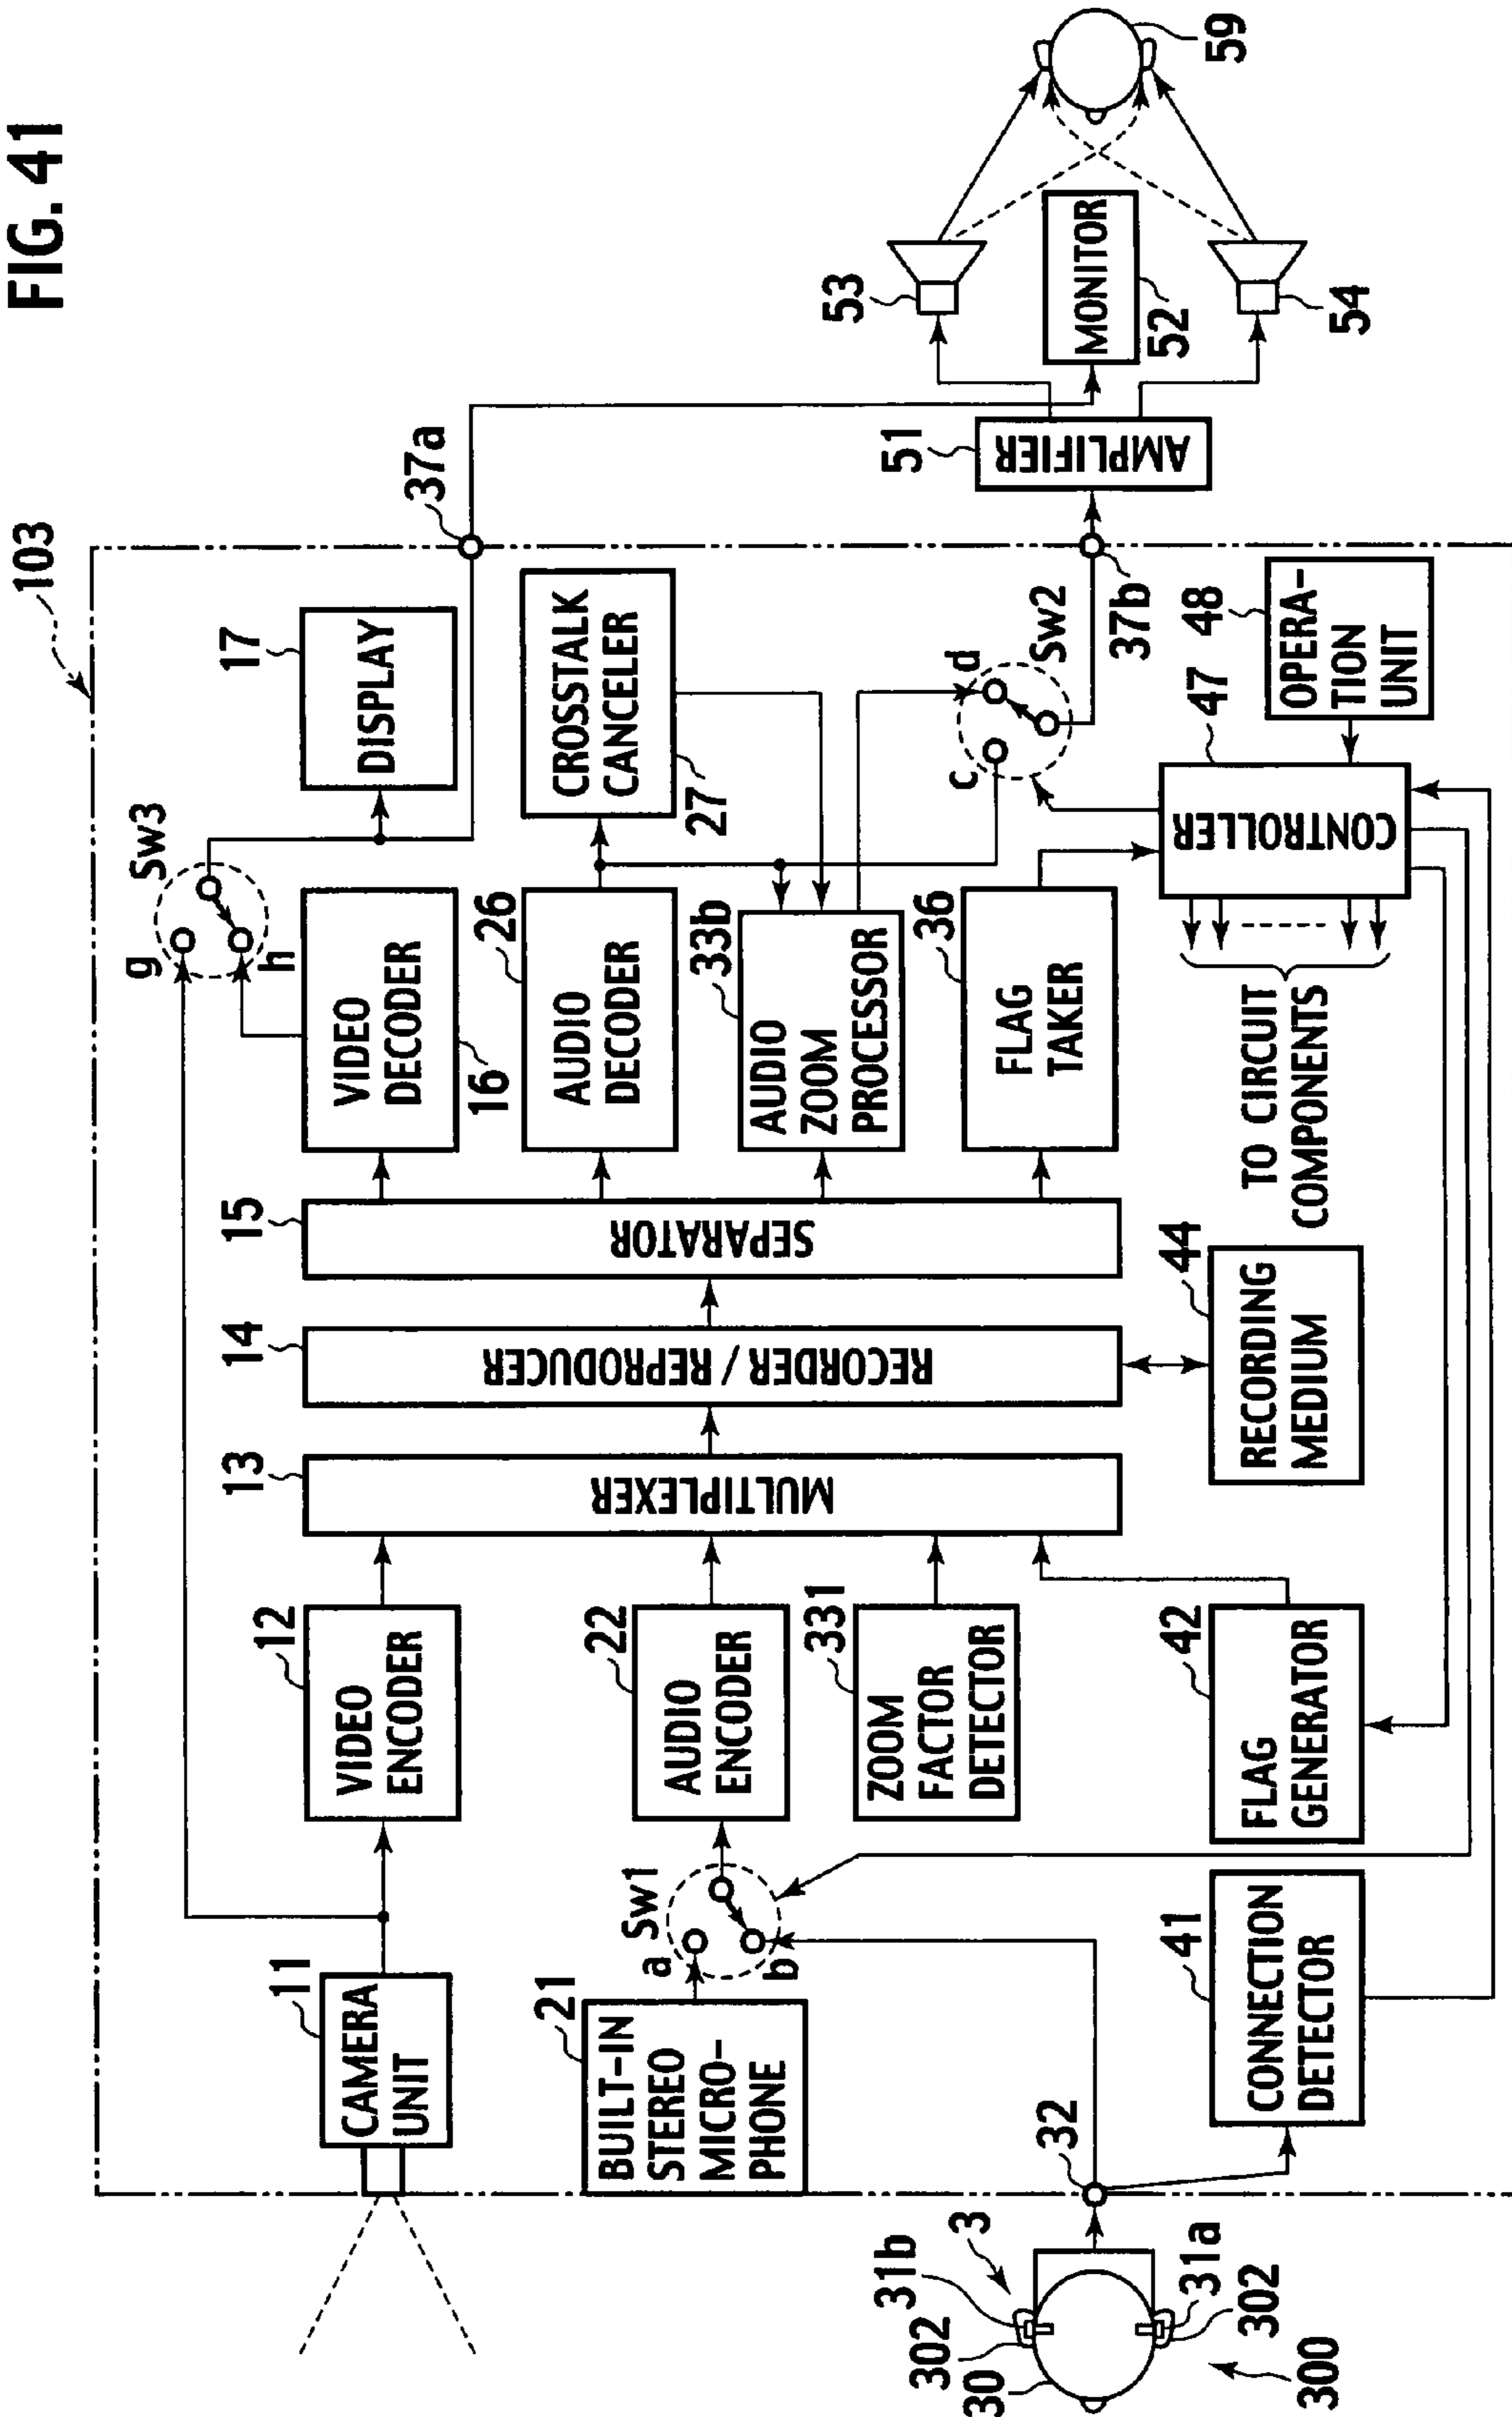 FIG. 41
103
11
CAMERA
UNIT
12
VIDEO
ENCODER
13
MULTIPLEXER
14
RECORDER / REPRODUCER
15
SEPARATOR
VIDEO
DECODER
16
g
h
Sw3
17
DISPLAY
37a
21
BUILT-IN
STEREO
MICRO-
PHONE
a
b
Sw1
22
AUDIO
ENCODER
26
AUDIO
DECODER
CROSSTALK
CANCELER
27
331
ZOOM
FACTOR
DETECTOR
33b
AUDIO
ZOOM
PROCESSOR
36
FLAG
TAKER
c
d
Sw2
37b
32
41
CONNECTION
DETECTOR
42
FLAG
GENERATOR
44
RECORDING
MEDIUM
TO CIRCUIT
COMPONENTS
47
CONTROLLER
48
OPERA-
TION
UNIT
51
AMPLIFIER
53
MONITOR
52
54
59
3
31b
302
30
31a
302
300